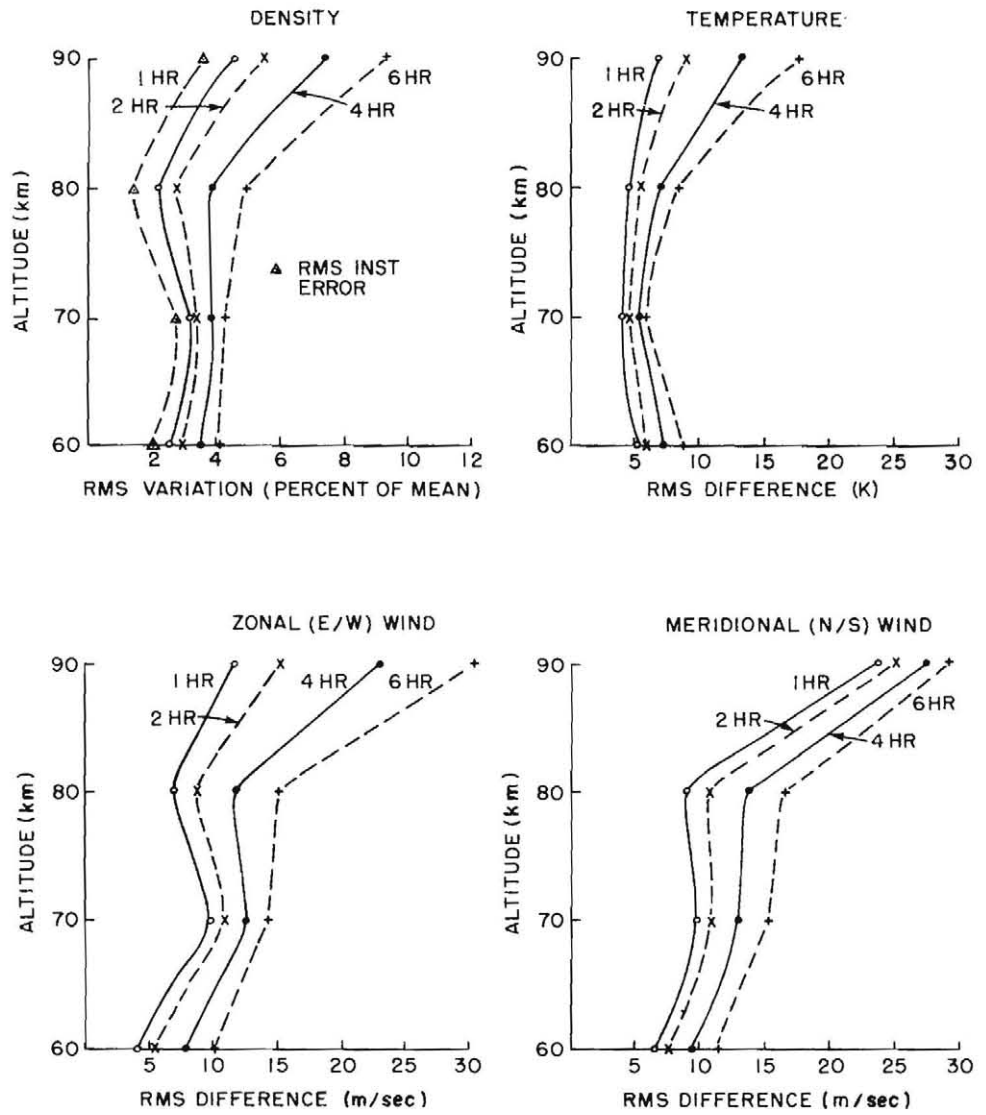 DENSITY
90
80
70
60
ALTITUDE (km)
1 HR
2 HR
6 HR
4 HR
RMS INST
ERROR
2
4
6
8
10
12
RMS VARIATION (PERCENT OF MEAN)
TEMPERATURE
90
80
70
60
ALTITUDE (km)
1 HR
2 HR
6 HR
4 HR
5
10
15
20
25
30
RMS DIFFERENCE (K)
ZONAL (E/W) WIND
90
80
70
60
ALTITUDE (km)
1 HR
2 HR
4 HR
6 HR
5
10
15
20
25
30
RMS DIFFERENCE (m/sec)
MERIDIONAL (N/S) WIND
90
80
70
60
ALTITUDE (km)
1 HR
2 HR
6 HR
4 HR
5
10
15
20
25
30
RMS DIFFERENCE (m/sec)